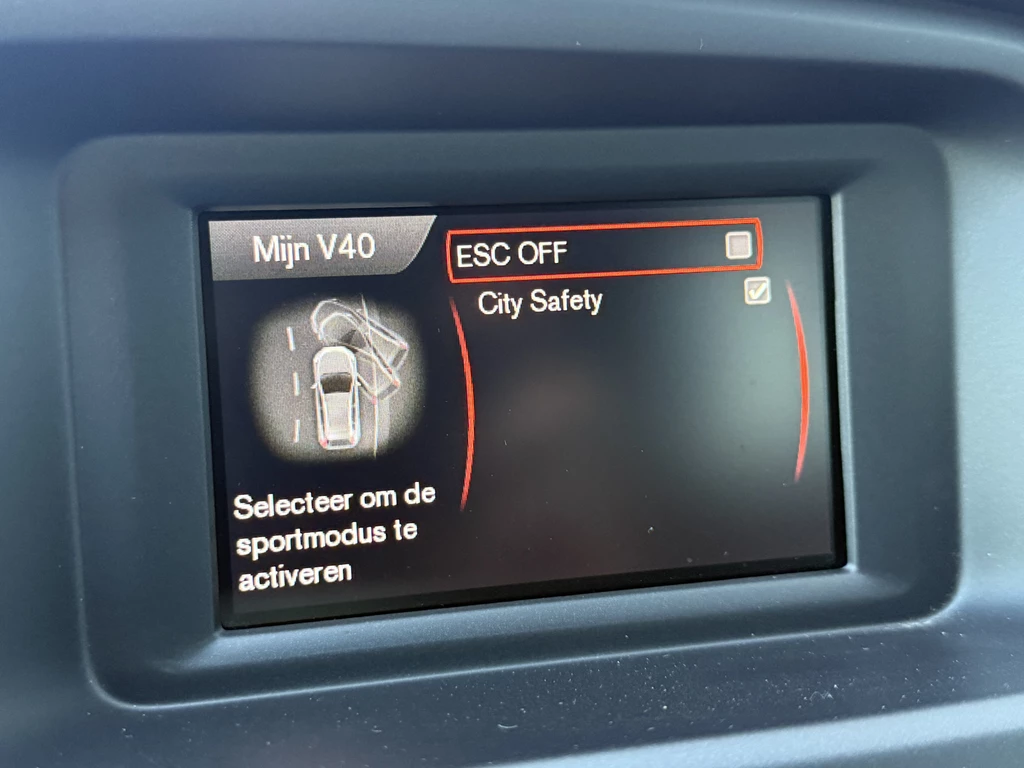 Mijn V40
ESC OFF
City Safety
Selecteer om de
sportmodus te
activeren